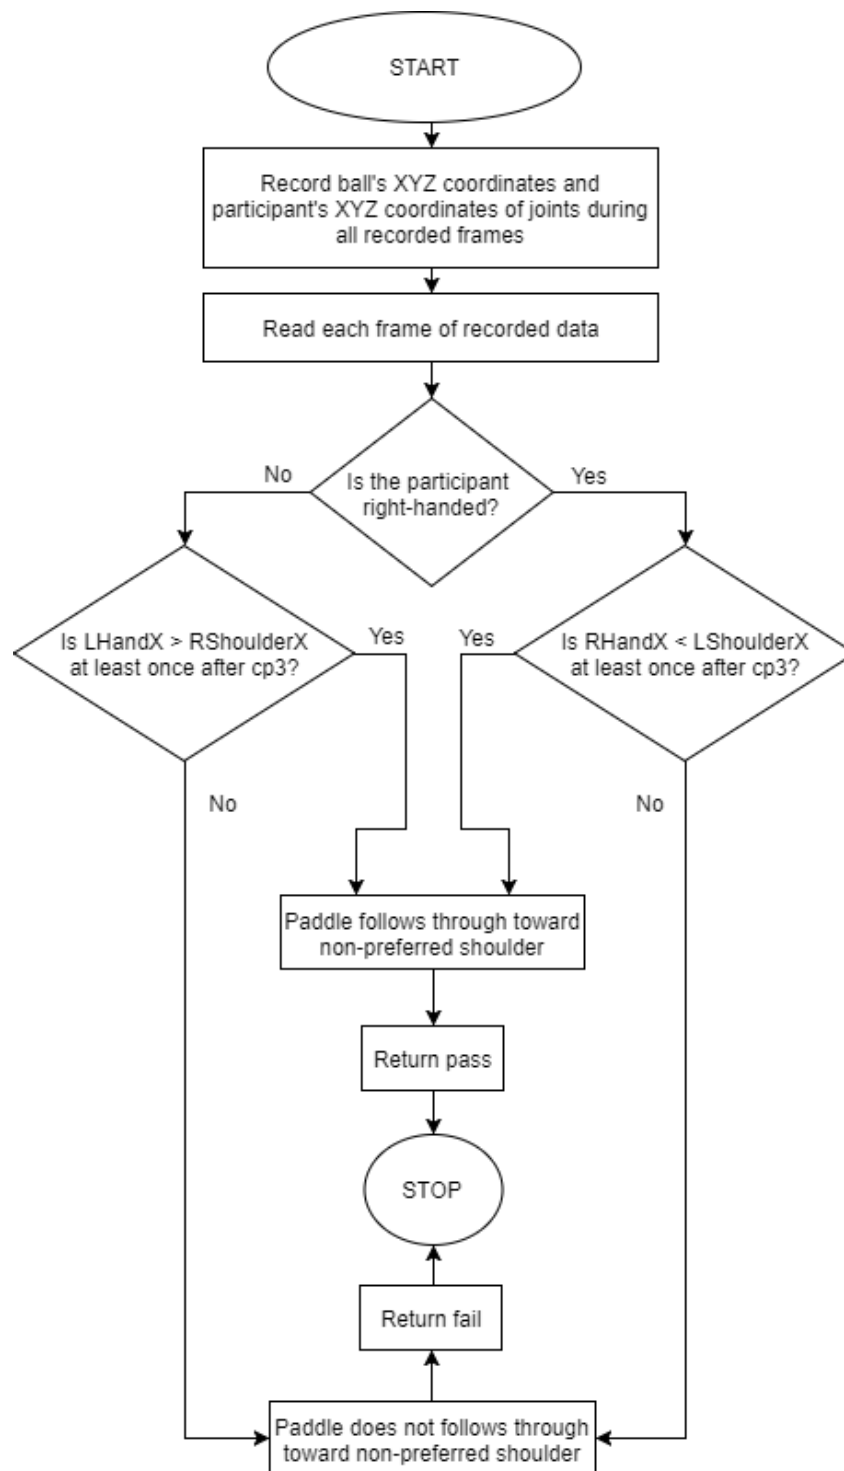 START
Record ball's XYZ coordinates and
participant's XYZ coordinates of joints during
all recorded frames
Read each frame of recorded data
No
Yes
Is the participant
right-handed?
Is LHandX > RShoulderX
at least once after cp3?
Yes
Yes
Is RHandX < LShoulderX
at least once after cp3?
No
No
Paddle follows through toward
non-preferred shoulder
Return pass
STOP
Return fail
Paddle does not follows through
toward non-preferred shoulder